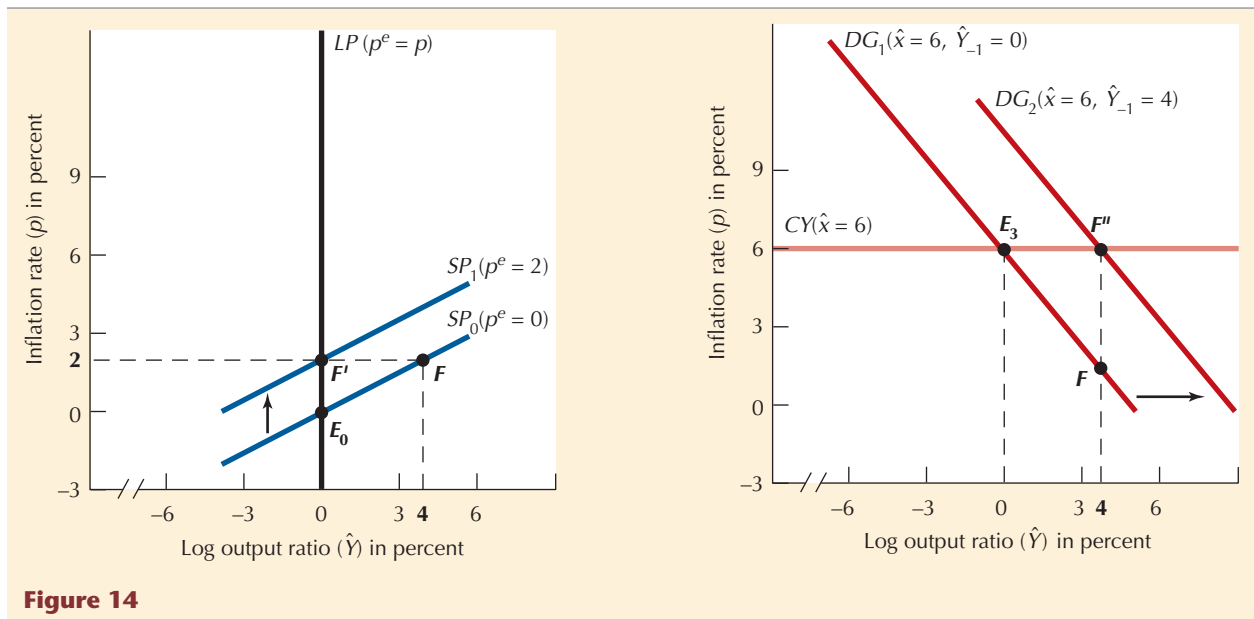 LP (pᵉ = p)
Inflation rate (p) in percent
9
6
3
2
0
–3
SP₁(pᵉ = 2)
SP₀(pᵉ = 0)
F'
F
E₀
–6 –3 0 3 4 6
Log output ratio (Ŷ) in percent
DG₁(x̂ = 6, Ŷ₋₁ = 0)
DG₂(x̂ = 6, Ŷ₋₁ = 4)
Inflation rate (p) in percent
9
CY(x̂ = 6)
6
3
0
–3
E₃
F"
F
–6 –3 0 3 4 6
Log output ratio (Ŷ) in percent
Figure 14